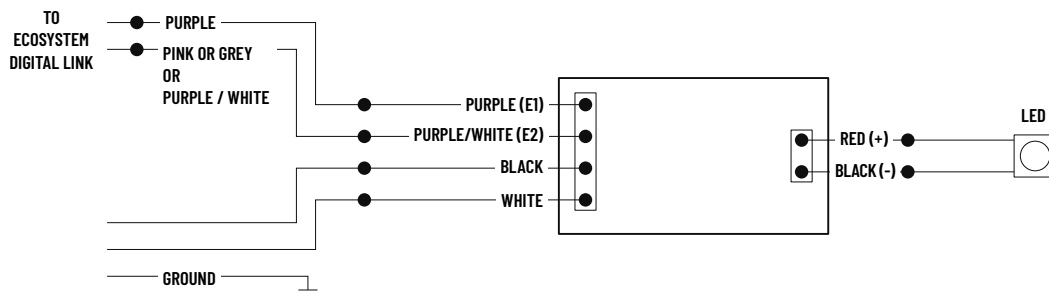 TO
ECOSYSTEM
DIGITAL LINK
PURPLE
PINK OR GREY
OR
PURPLE / WHITE
PURPLE (E1)
PURPLE/WHITE (E2)
BLACK
WHITE
GROUND
RED (+)
BLACK (-)
LED